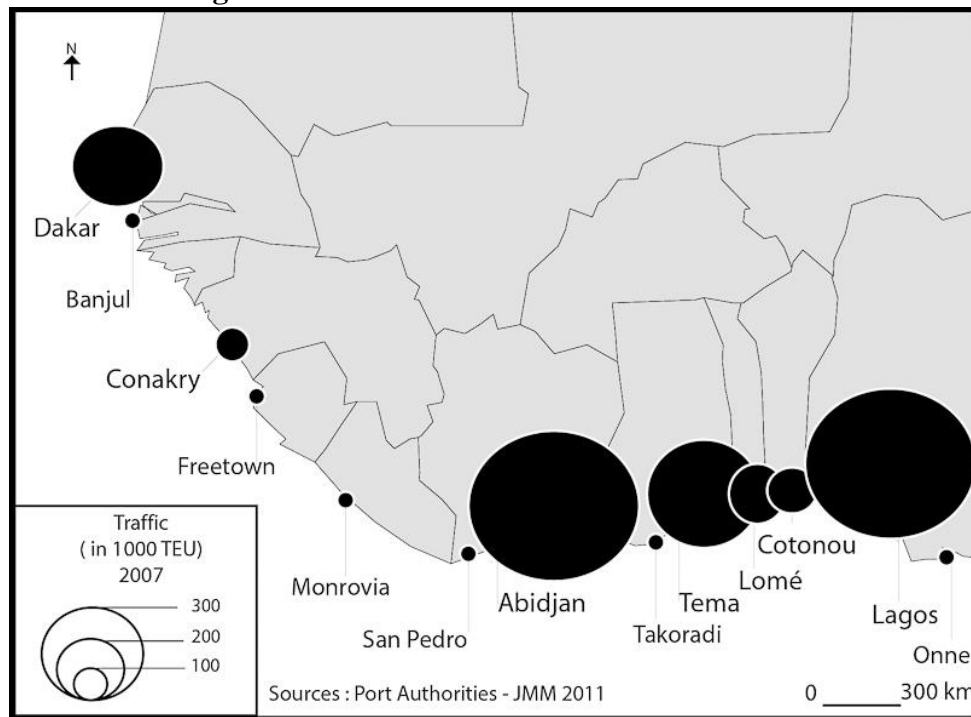 N
Dakar
Banjul
Conakry
Freetown
Monrovia
San Pedro
Abidjan
Takoradi
Tema
Lomé
Cotonou
Lagos
Onne
Traffic
( in 1000 TEU)
2007
300
200
100
Sources : Port Authorities - JMM 2011
0 300 km